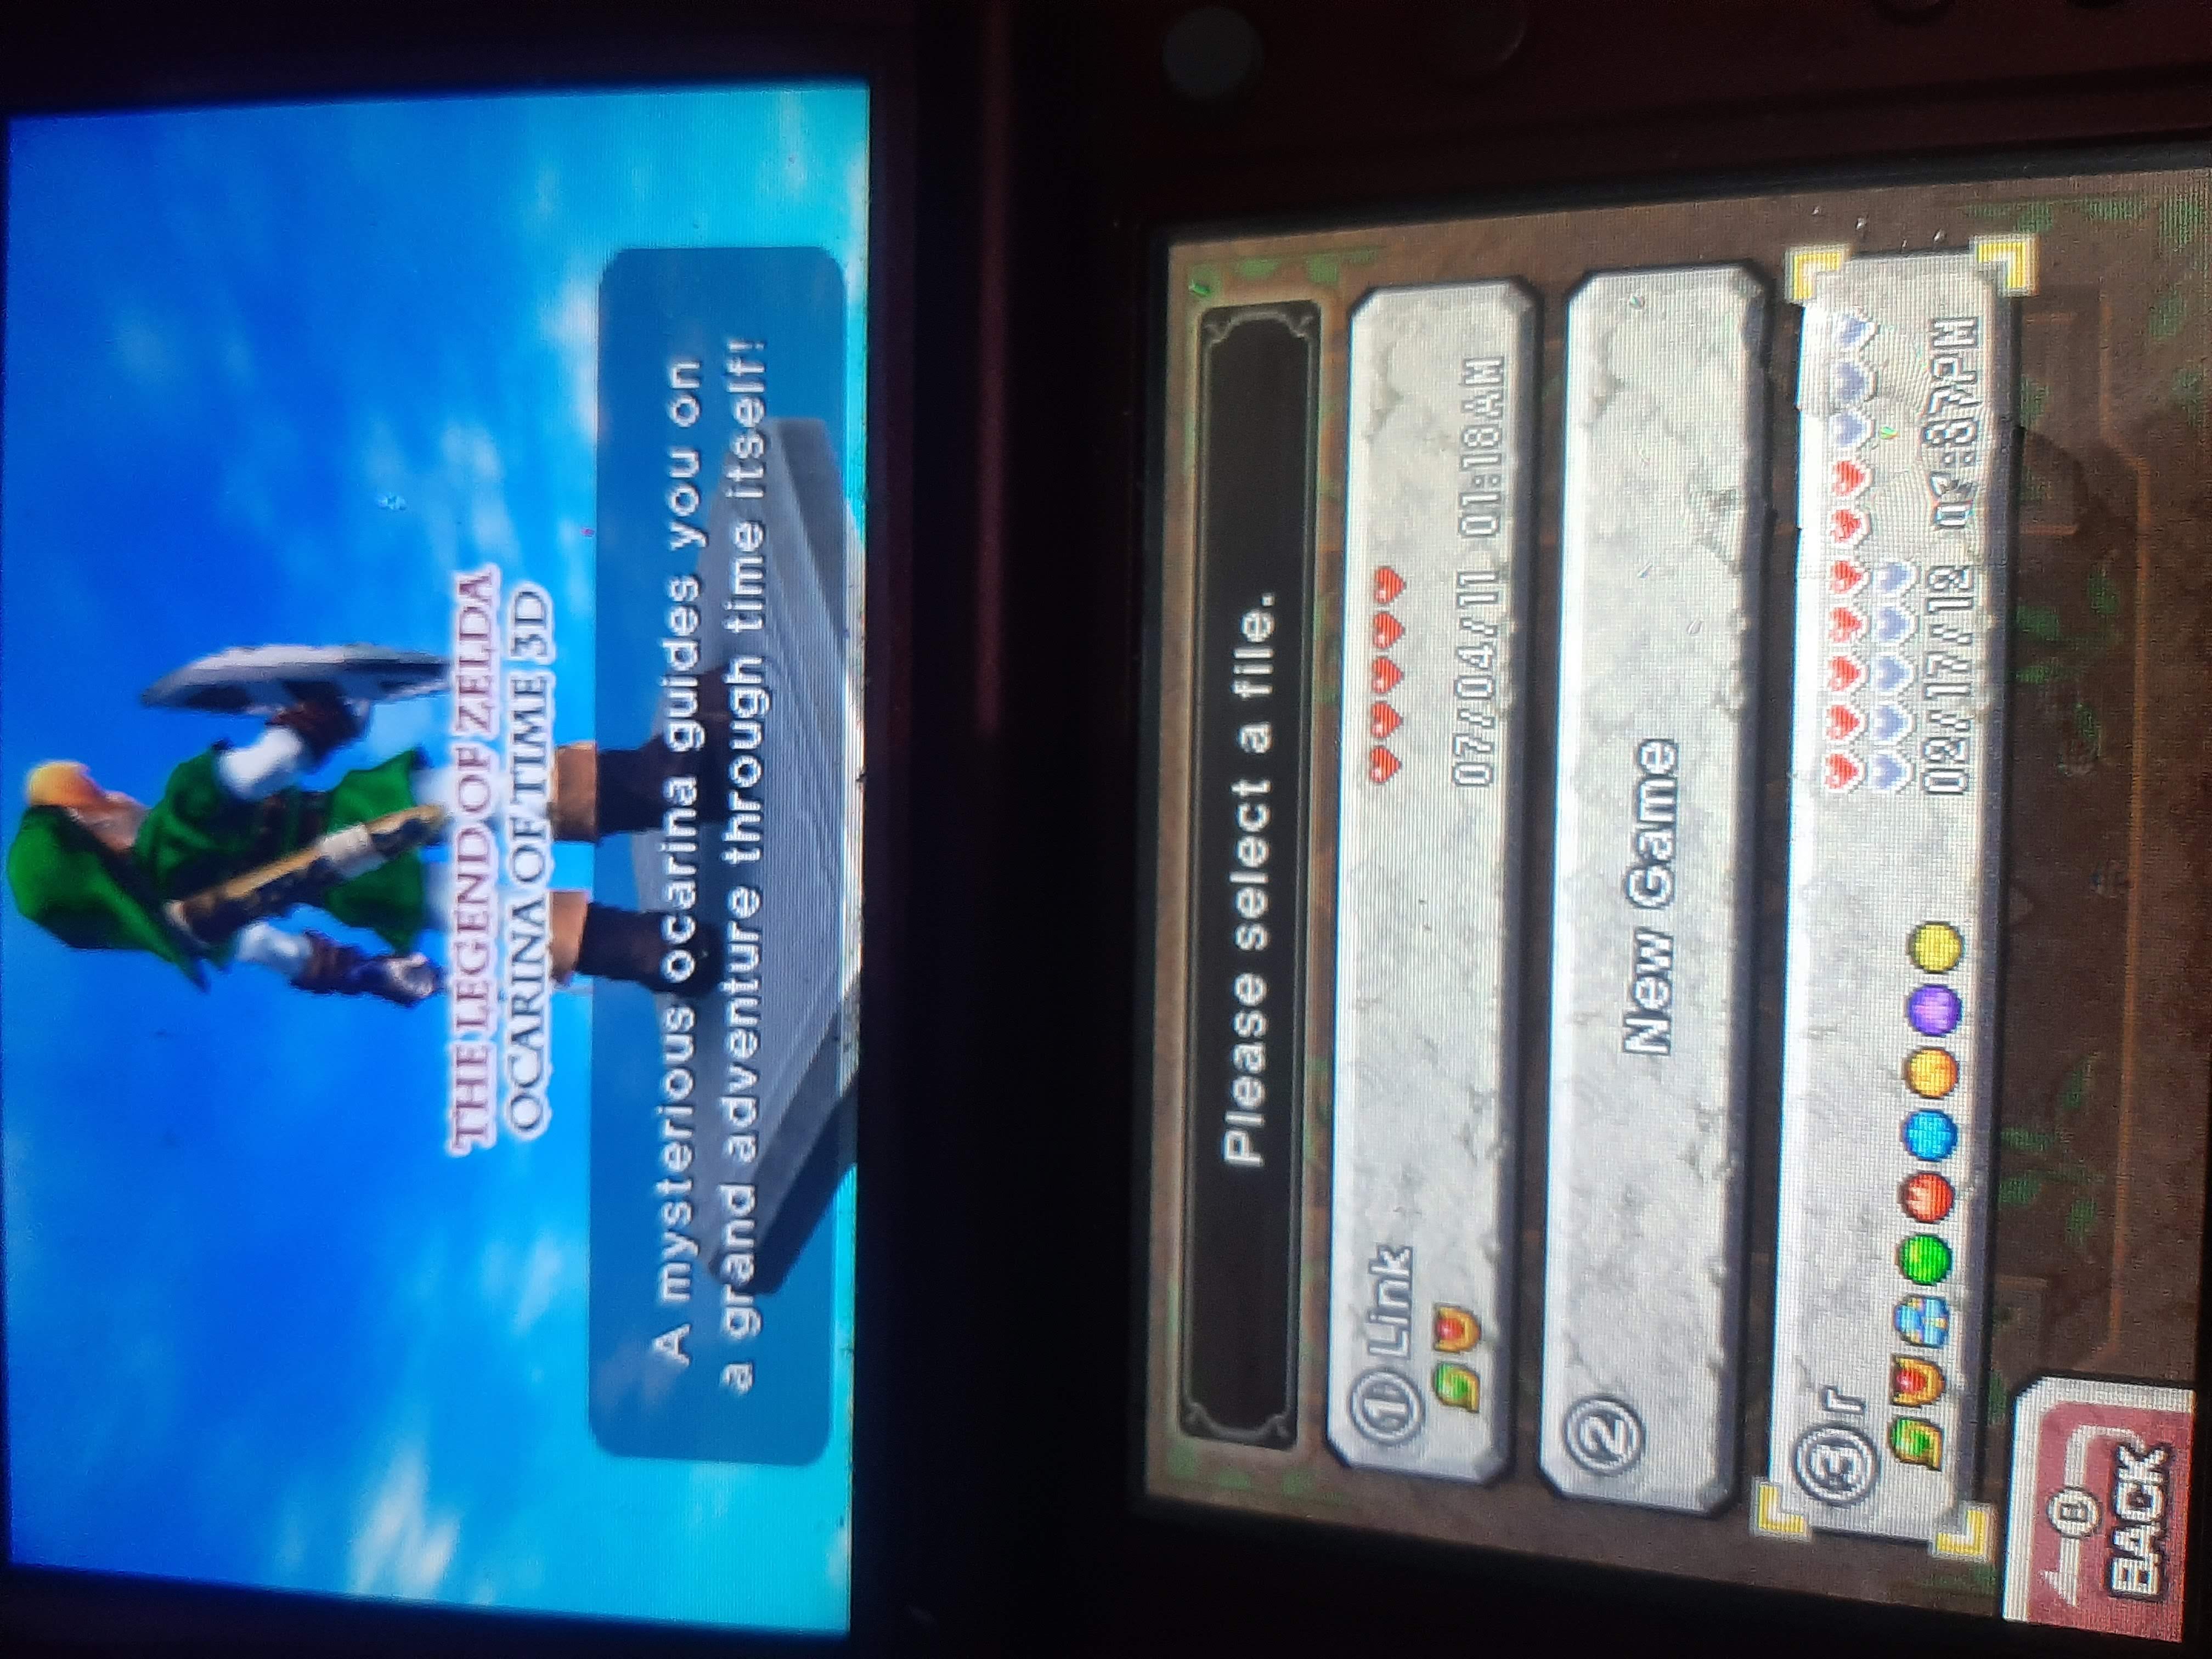 THE LEGEND OF ZELDA
OCARINA OF TIME 3D
A mysterious ocarina guides you on
a grand adventure through time itself!
Please select a file.
1 Link
07/04/11 01:18AM
2
New Game
3 r
02/17/12
B
BACK